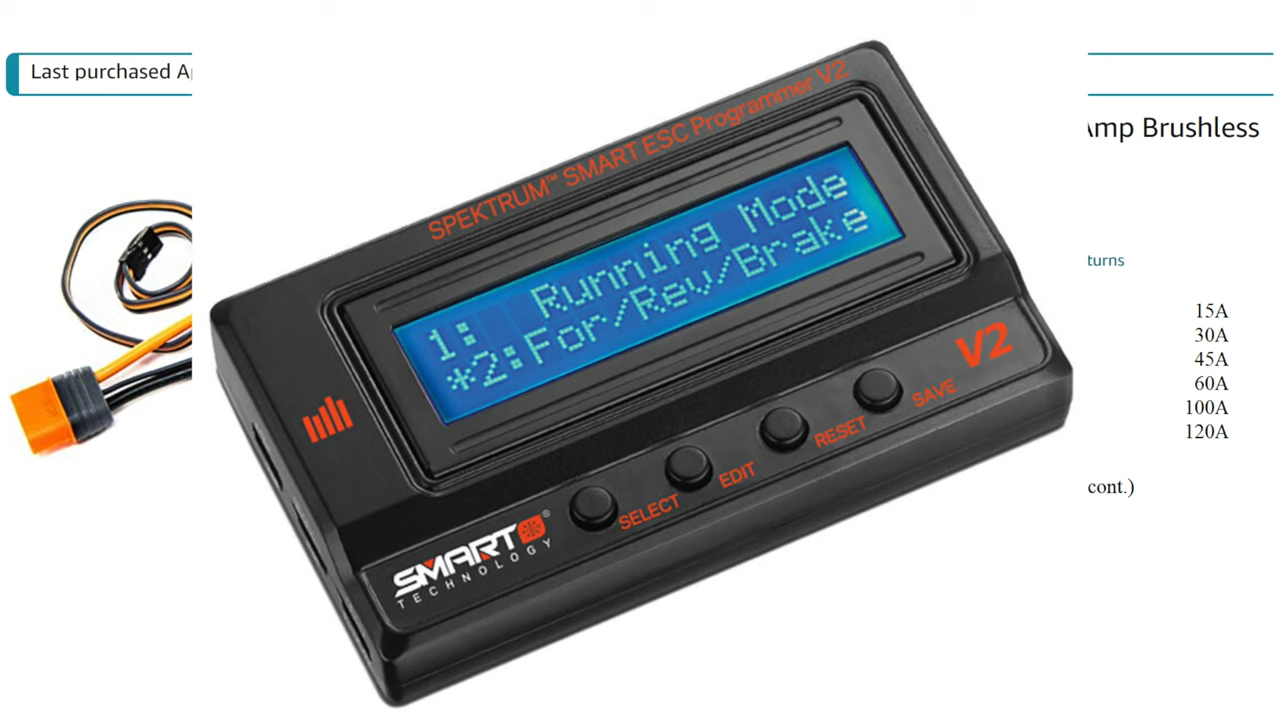 Last purchased A
SPEKTRUM™ SMART ESC Programmer V2
1: Running Mode
*2:For/Rev/Brake
V2
SELECT EDIT RESET SAVE
SMART®
TECHNOLOGY
Amp Brushless
turns
15A
30A
45A
60A
100A
120A
cont.)